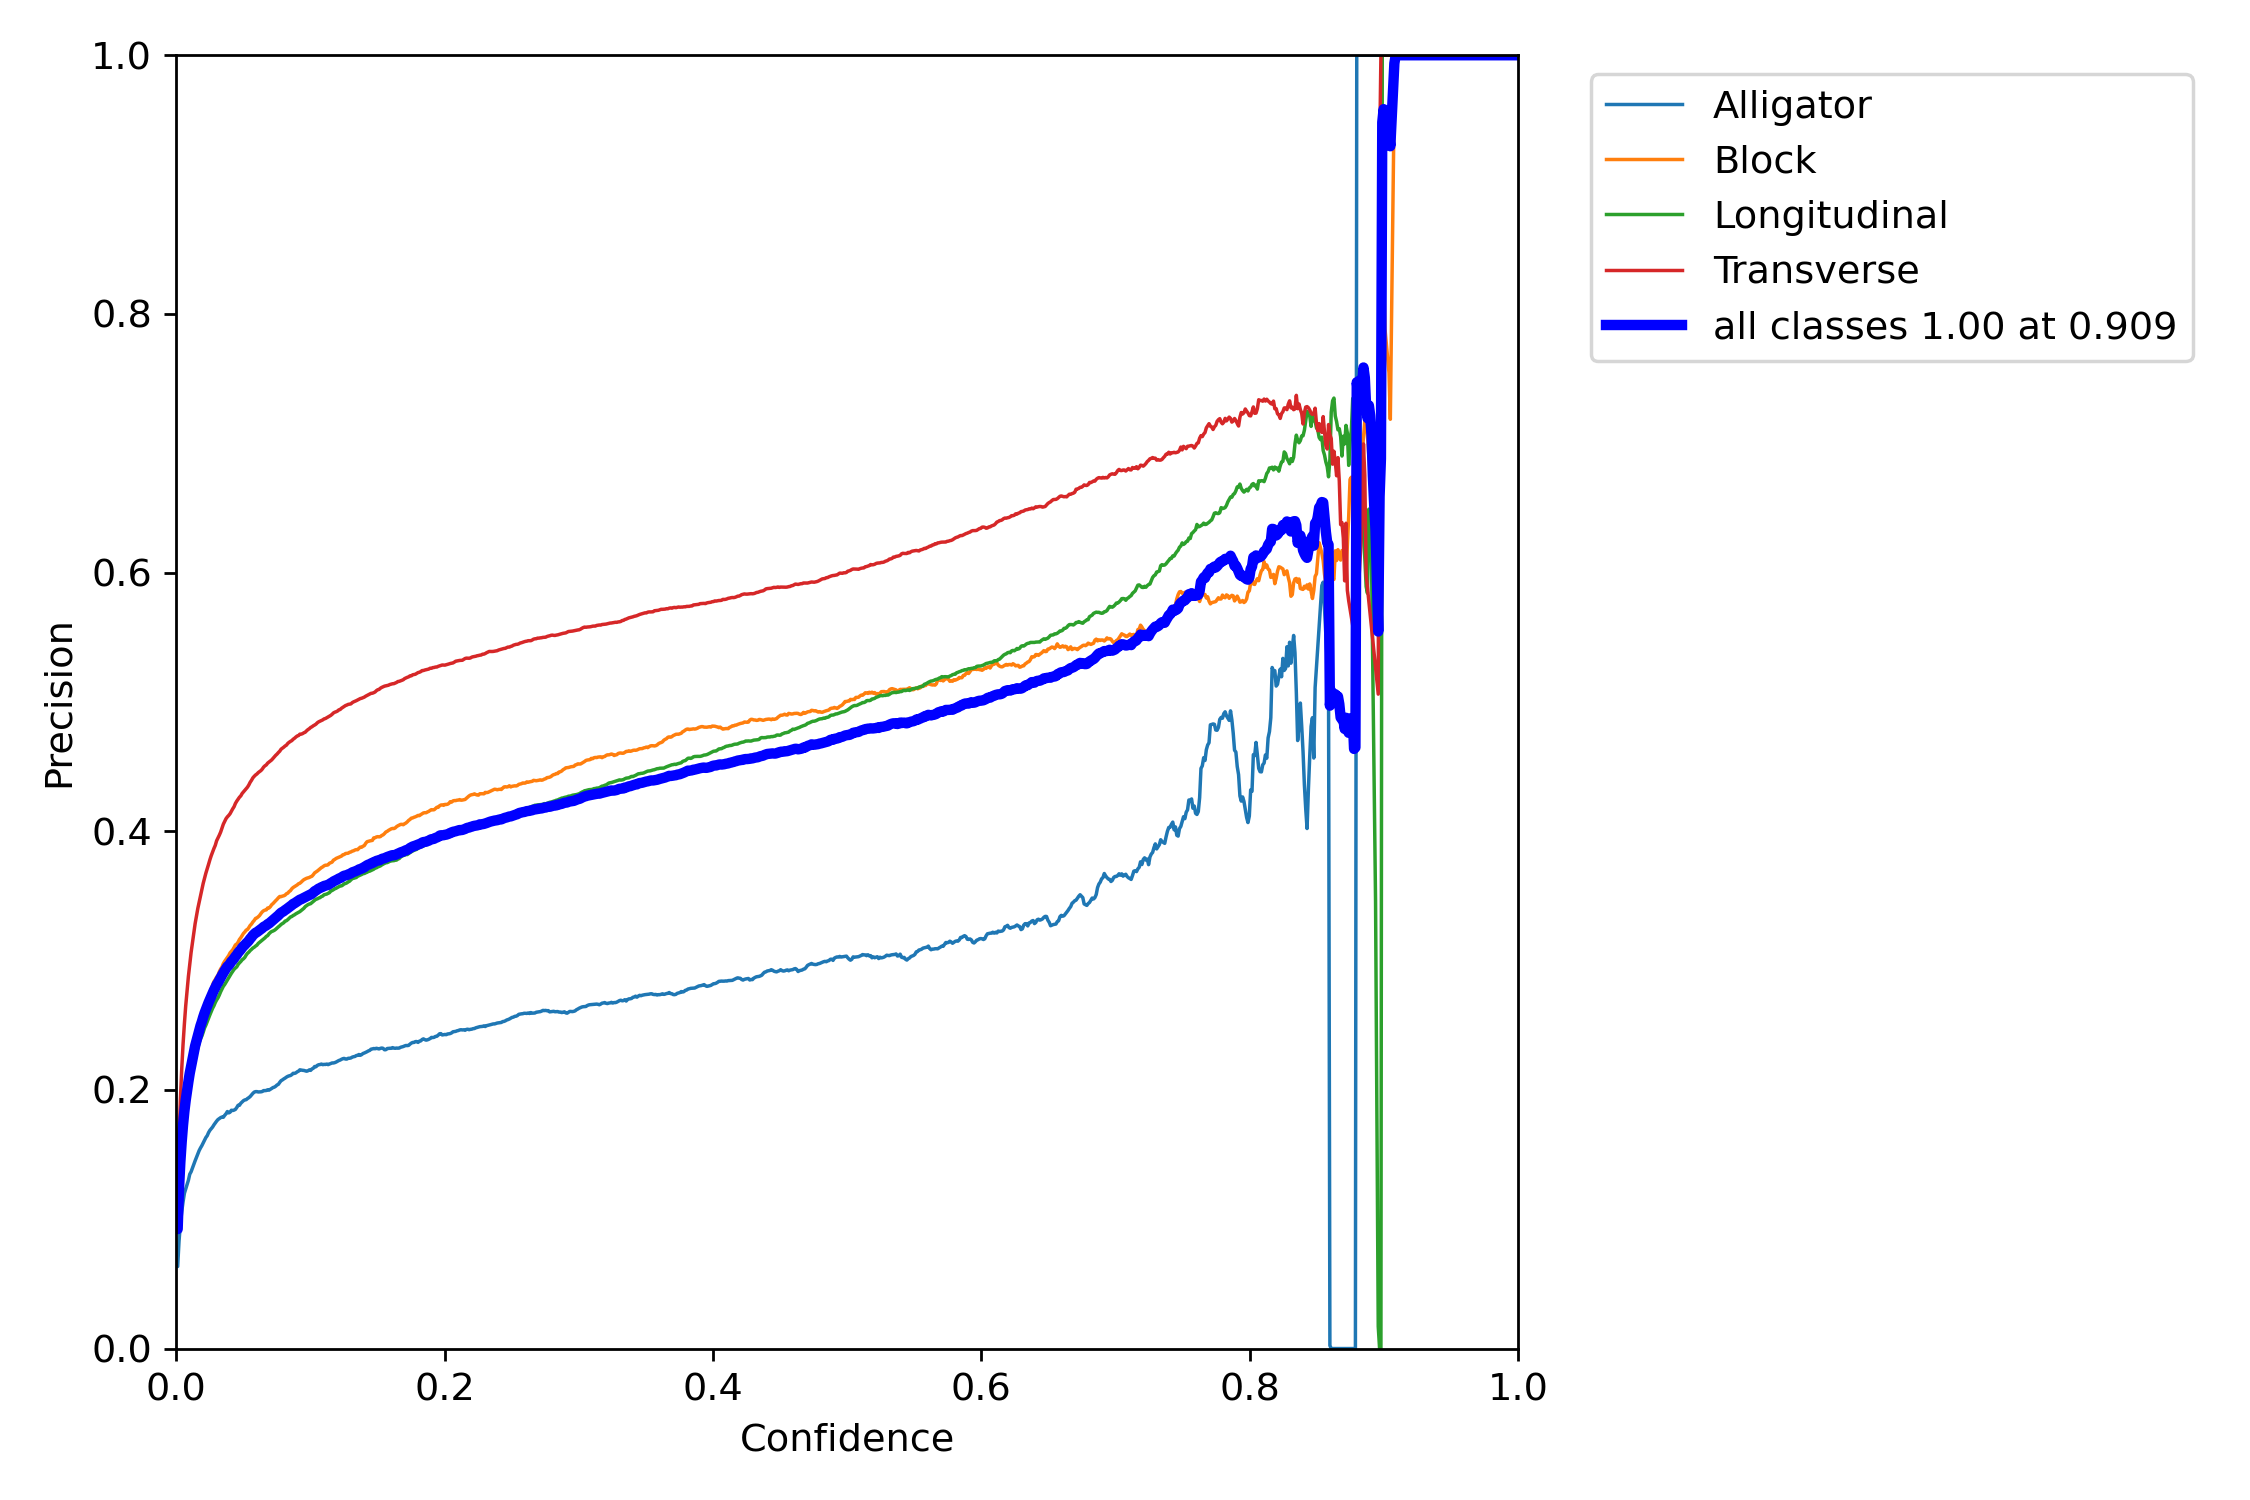 1.0
0.8
0.6
0.4
0.2
0.0
Precision
0.0 0.2 0.4 0.6 0.8 1.0
Confidence
Alligator
Block
Longitudinal
Transverse
all classes 1.00 at 0.909